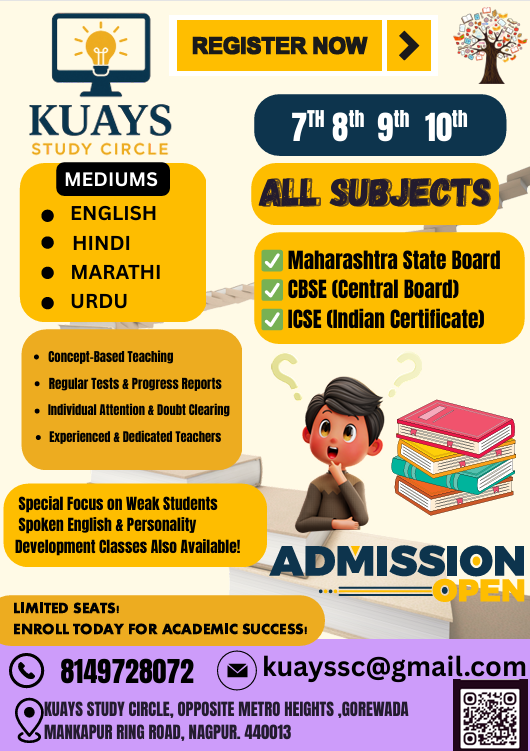 REGISTER NOW
KUAYS
STUDY CIRCLE
7TH 8th 9th 10th
MEDIUMS
ENGLISH
HINDI
MARATHI
URDU
ALL SUBJECTS
Maharashtra State Board
CBSE (Central Board)
ICSE (Indian Certificate)
Concept-Based Teaching
Regular Tests & Progress Reports
Individual Attention & Doubt Clearing
Experienced & Dedicated Teachers
Special Focus on Weak Students
Spoken English & Personality
Development Classes Also Available!
ADMISSION
OPEN
LIMITED SEATS!
ENROLL TODAY FOR ACADEMIC SUCCESS!
8149728072
kuayssc@gmail.com
KUAYS STUDY CIRCLE, OPPOSITE METRO HEIGHTS ,GOREWADA
MANKAPUR RING ROAD, NAGPUR. 440013